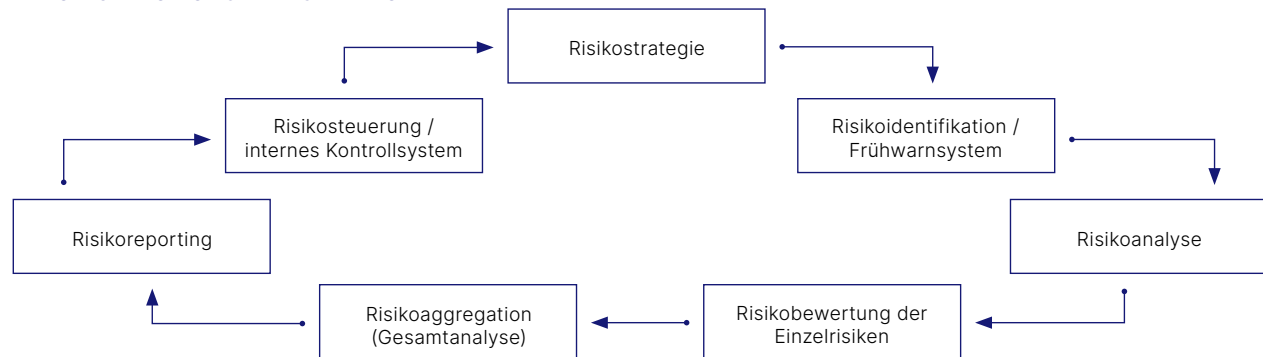 Risikostrategie
Risikosteuerung /
internes Kontrollsystem
Risikoidentifikation /
Frühwarnsystem
Risikoreporting
Risikoanalyse
Risikoaggregation
(Gesamtanalyse)
Risikobewertung der
Einzelrisiken